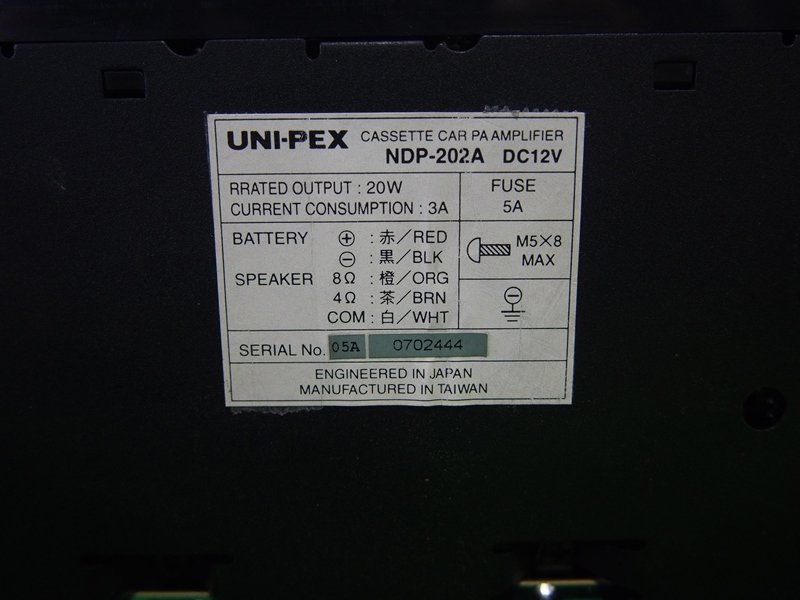 UNI-PEX CASSETTE CAR PA AMPLIFIER
NDP-202A DC12V
RRATED OUTPUT : 20W
CURRENT CONSUMPTION : 3A
FUSE
5A
BATTERY ⊕ : 赤/RED
⊖ : 黒/BLK
SPEAKER 8Ω : 橙/ORG
4Ω : 茶/BRN
COM : 白/WHT
M5×8
MAX
⊖
SERIAL No. 05A 0702444
ENGINEERED IN JAPAN
MANUFACTURED IN TAIWAN